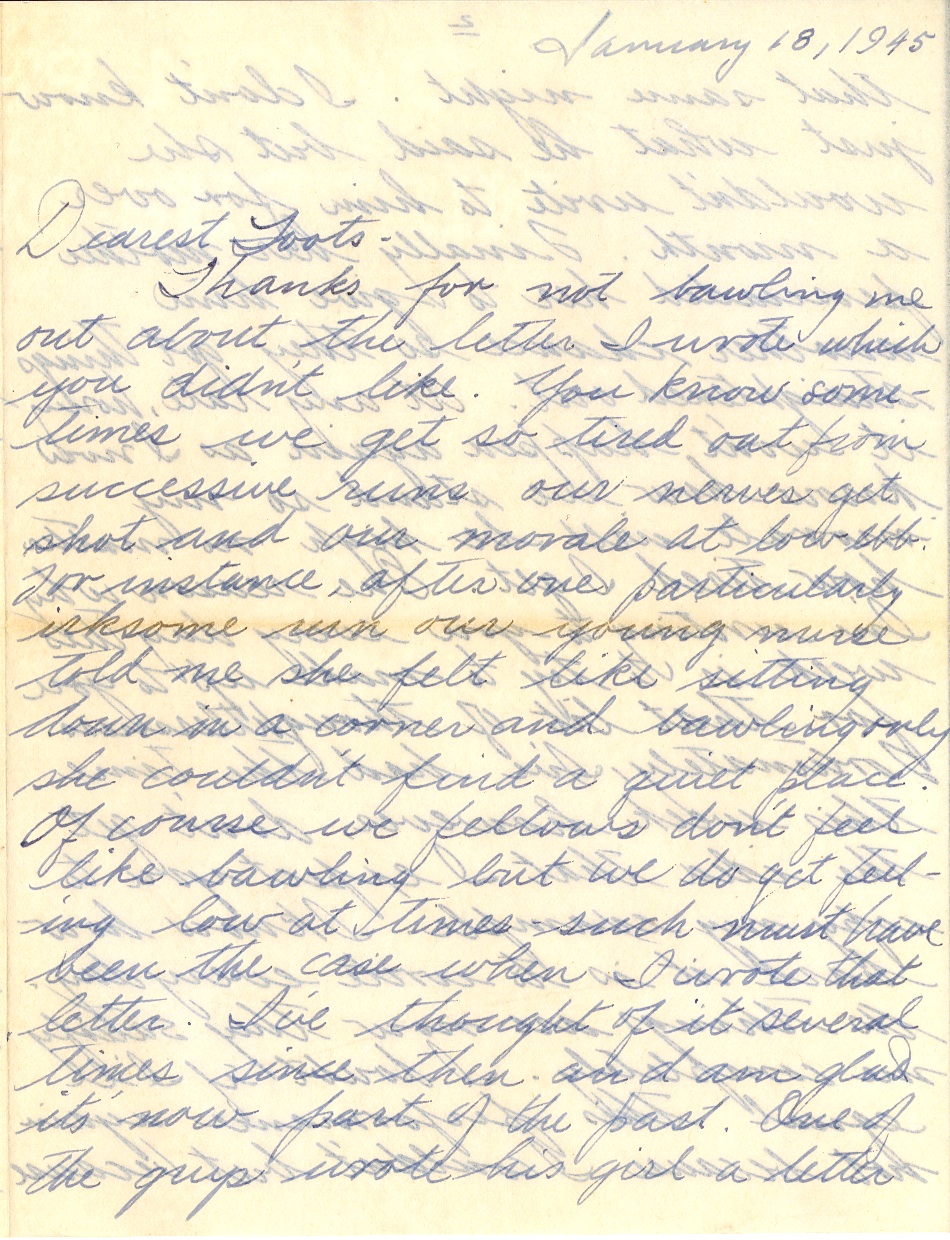 January 18, 1945
Dearest Toots -
Thanks for not bawling me
out about the letter I wrote which
you didn't like. You know some-
times we get so tired out from
successive runs our nerves get
shot and our morale at low ebb.
For instance, after one particularly
irksome run our young nurse
told me she felt like sitting
down in a corner and bawling only
she couldn't find a quiet place.
Of course we fellows don't feel
like bawling but we do get feel-
ing low at times - such must have
been the case when I wrote that
letter. I've thought of it several
times since then and am glad
it's now part of the past. One of
the guys wrote his girl a letter